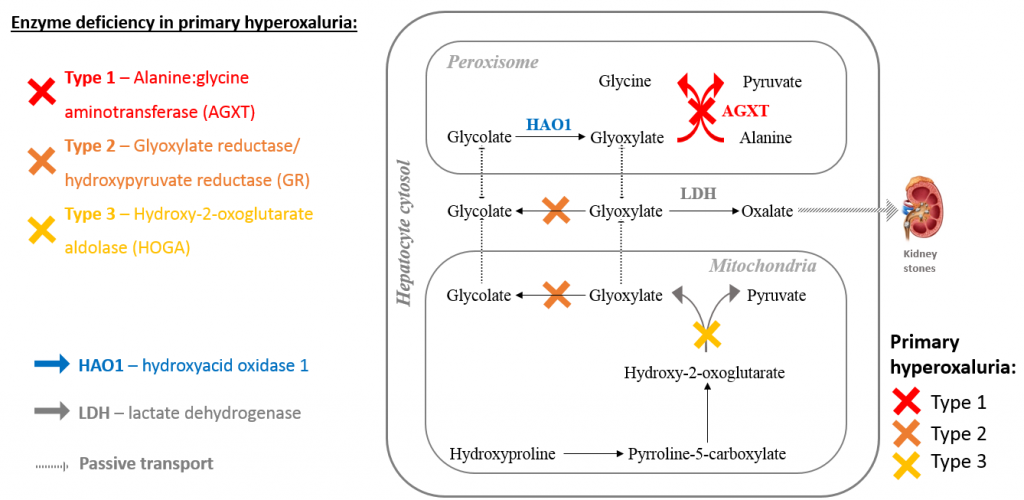 Enzyme deficiency in primary hyperoxaluria:
Type 1 – Alanine:glycine
aminotransferase (AGXT)
Type 2 – Glyoxylate reductase/
hydroxypyruvate reductase (GR)
Type 3 – Hydroxy-2-oxoglutarate
aldolase (HOGA)
HAO1 – hydroxyacid oxidase 1
LDH – lactate dehydrogenase
Passive transport
Hepatocyte cytosol
Peroxisome
Glycine
Pyruvate
AGXT
HAO1
Glycolate
Glyoxylate
Alanine
LDH
Glycolate
Glyoxylate
Oxalate
Kidney
stones
Mitochondria
Glycolate
Glyoxylate
Pyruvate
Hydroxy-2-oxoglutarate
Hydroxyproline
Pyrroline-5-carboxylate
Primary
hyperoxaluria:
Type 1
Type 2
Type 3